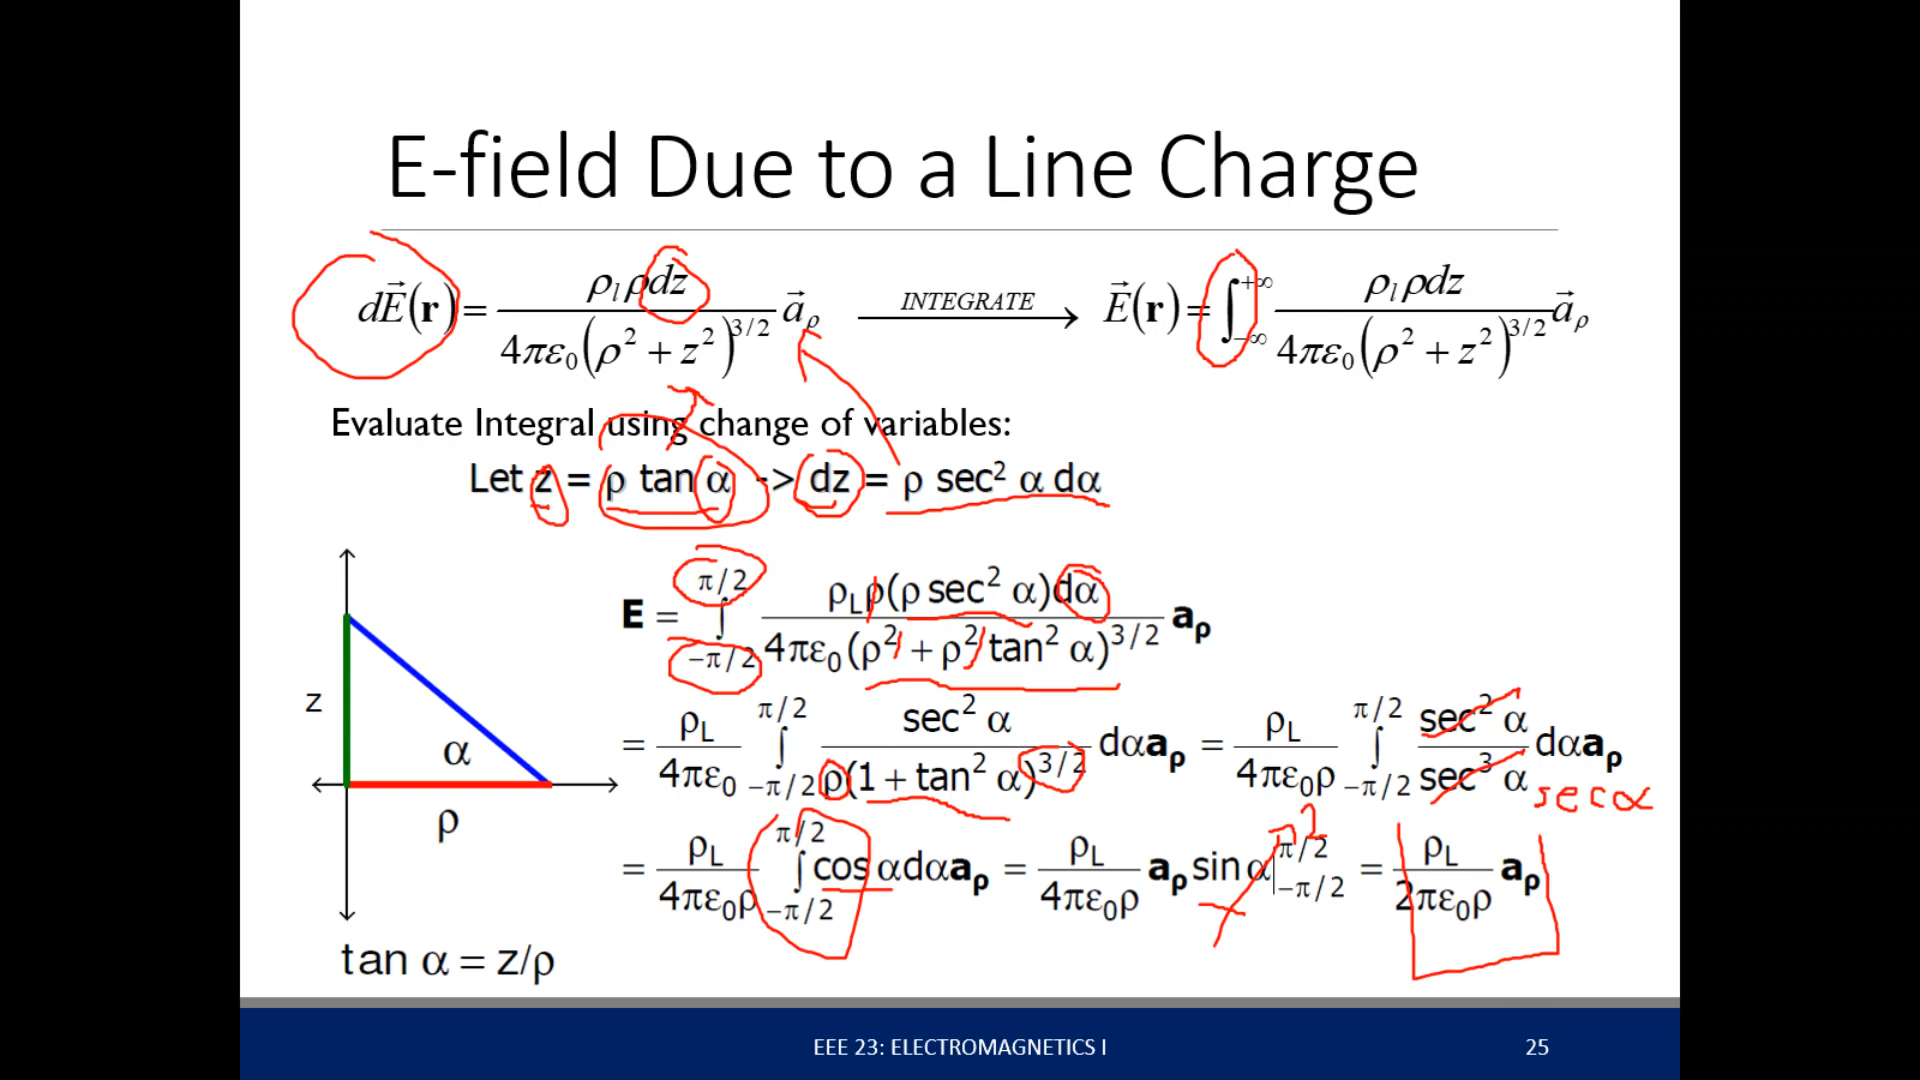 E-field Due to a Line Charge
dE⃗(r) = ρₗρdz / 4πε₀(ρ² + z²)^3/2 a⃗ρ INTEGRATE → E⃗(r) = ∫₋∞^+∞ ρₗρdz / 4πε₀(ρ² + z²)^3/2 a⃗ρ
Evaluate Integral using change of variables:
Let z = ρ tan α -> dz = ρ sec² α dα
E = ∫_−π/2^π/2 ρLρ(ρ sec² α)dα / 4πε₀(ρ² + ρ² tan² α)^3/2 aρ
= ρL / 4πε₀ ∫_−π/2^π/2 sec² α / ρ(1 + tan² α)^3/2 dαaρ = ρL / 4πε₀ρ ∫_−π/2^π/2 sec² α / sec³ α dαaρ
sec α
2
= ρL / 4πε₀ρ ∫_−π/2^π/2 cos αdαaρ = ρL / 4πε₀ρ aρ sin α|_−π/2^π/2 = ρL / 2πε₀ρ aρ
z
α
ρ
tan α = z/ρ
EEE 23: ELECTROMAGNETICS I
25